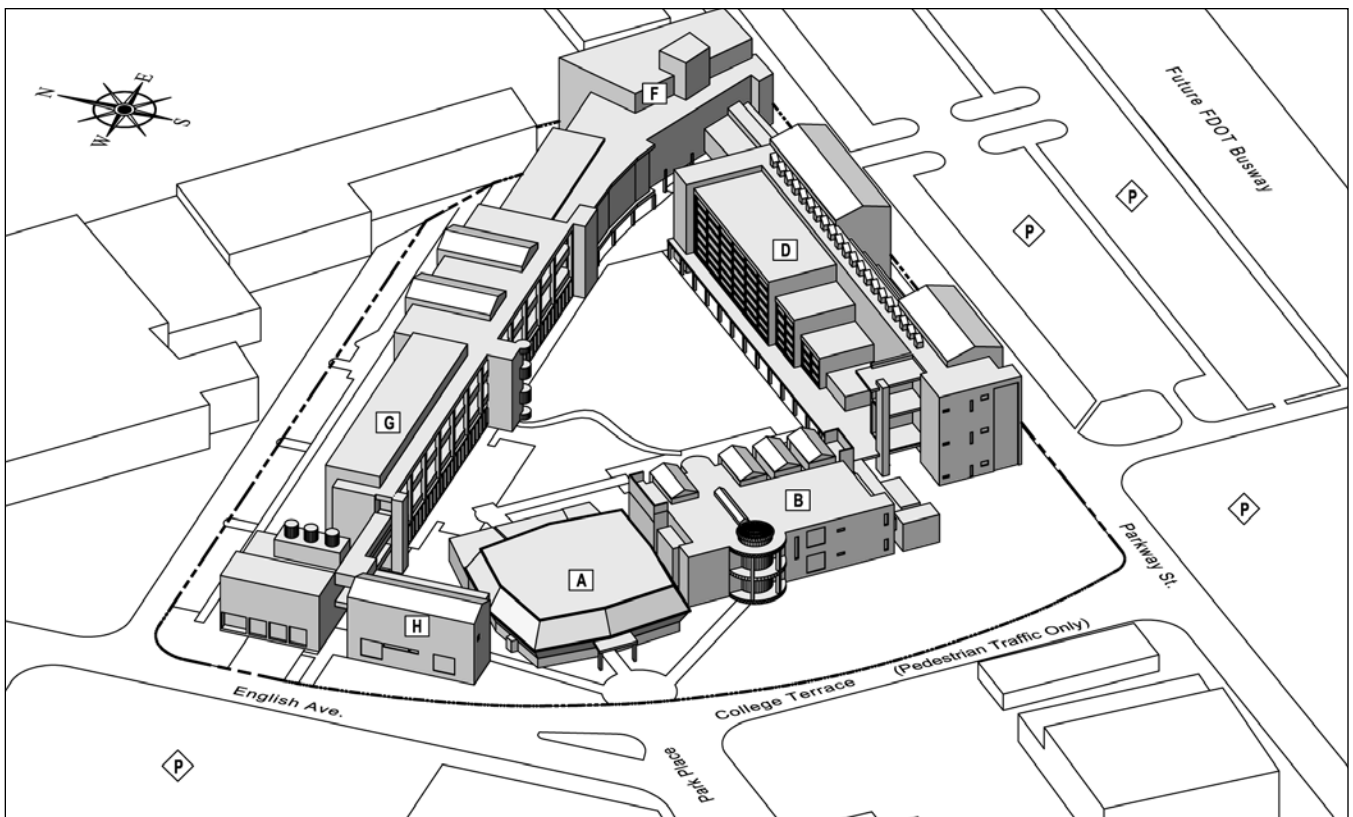 F
E
N
S
W
Future FDOT Busway
P
P
D
G
B
P
A
Parkway St.
H
(Pedestrian Traffic Only)
College Terrace
English Ave.
P
Park Place